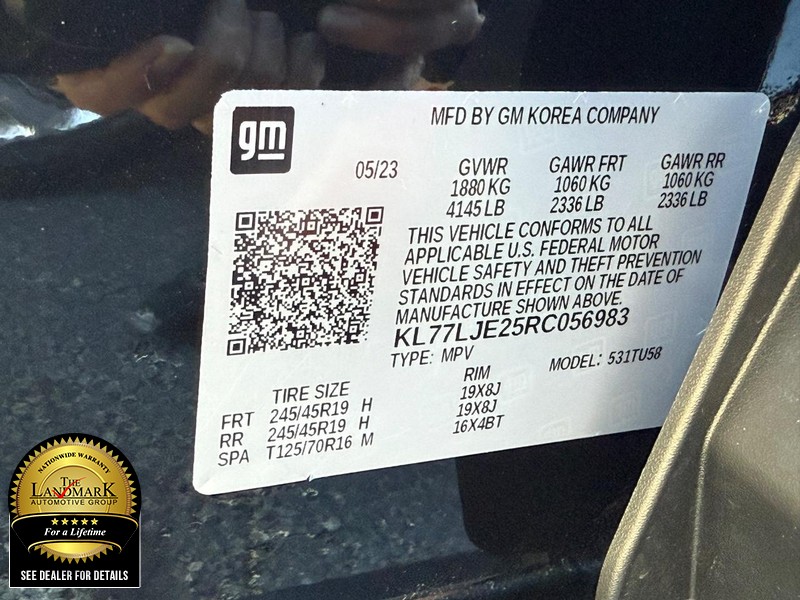 gm
MFD BY GM KOREA COMPANY
05/23
GVWR GAWR FRT GAWR RR
1880 KG 1060 KG 1060 KG
4145 LB 2336 LB 2336 LB
THIS VEHICLE CONFORMS TO ALL
APPLICABLE U.S. FEDERAL MOTOR
VEHICLE SAFETY AND THEFT PREVENTION
STANDARDS IN EFFECT ON THE DATE OF
MANUFACTURE SHOWN ABOVE.
KL77LJE25RC056983
TYPE: MPV MODEL: 531TU58
TIRE SIZE RIM
FRT 245/45R19 H 19X8J
RR 245/45R19 H 19X8J
SPA T125/70R16 M 16X4BT
NATIONWIDE WARRANTY
THE
LANDMARK
AUTOMOTIVE GROUP
For a Lifetime
SEE DEALER FOR DETAILS